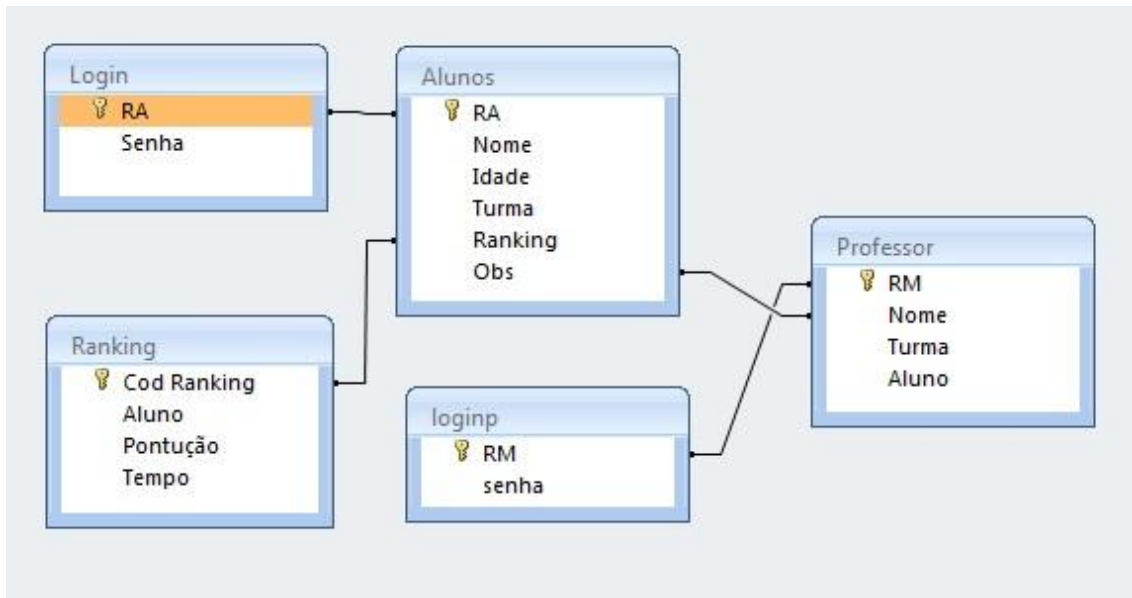 Login
RA
Senha
Alunos
RA
Nome
Idade
Turma
Ranking
Obs
Professor
RM
Nome
Turma
Aluno
Ranking
Cod Ranking
Aluno
Pontução
Tempo
loginp
RM
senha